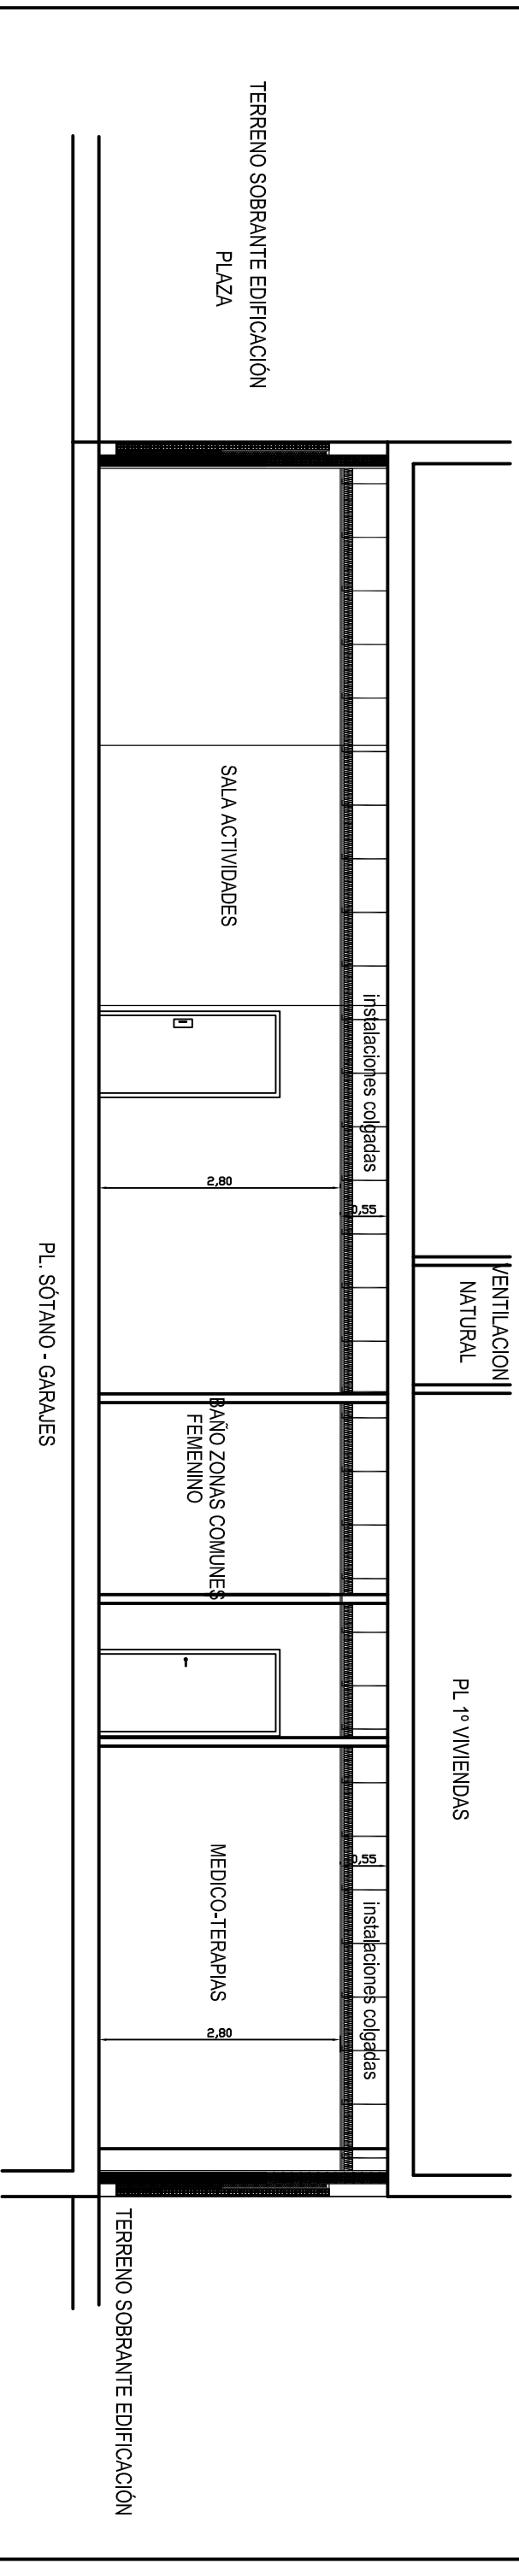 TERRENO SOBRANTE EDIFICACIÓN
PLAZA
SALA ACTIVIDADES
instalaciones colgadas
2,80
0,55
VENTILACION
NATURAL
PL. SÓTANO - GARAJES
BAÑO ZONAS COMUNES
FEMENINO
PL 1º VIVIENDAS
MEDICO-TERAPIAS
0,55
instalaciones colgadas
2,80
TERRENO SOBRANTE EDIFICACIÓN